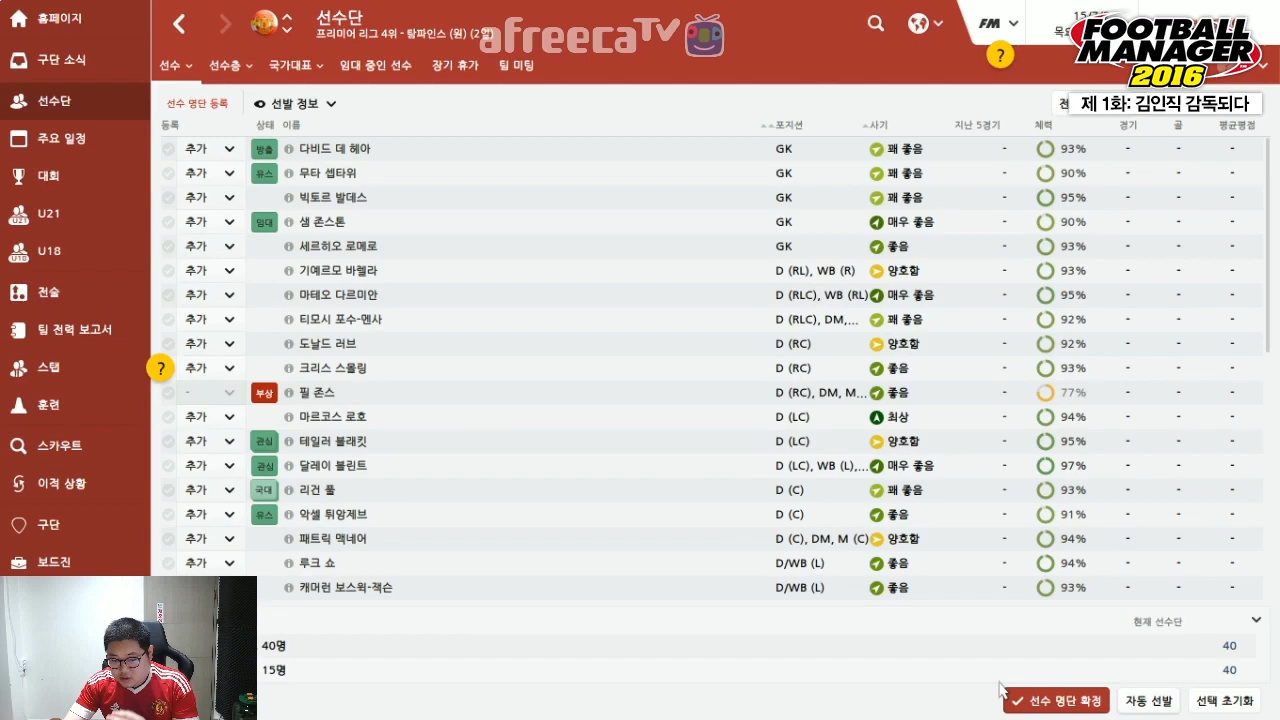 홈페이지
구단 소식
선수단
주요 일정
대회
U21
U18
전술
팀 전력 보고서
스탭
훈련
스카우트
이적 상황
구단
보드진
선수단
프리미어 리그 4위 - 탐파인스 (원) (2일)
afreecaTV
FM
?
FOOTBALL
MANAGER
2016
제 1화: 김인직 감독되다
선수 선수층 국가대표 임대 중인 선수 장기 휴가 팀 미팅
선수 명단 등록 선발 정보
등록 상태 이름 포지션 사기 지난 5경기 체력 경기 골 평균평점
추가 방출 다비드 데 헤아 GK 꽤 좋음 - 93% - - -
추가 유스 무타 셉타위 GK 꽤 좋음 - 90% - - -
추가 빅토르 발데스 GK 꽤 좋음 - 95% - - -
추가 임대 샘 존스톤 GK 매우 좋음 - 90% - - -
추가 세르히오 로메로 GK 좋음 - 93% - - -
추가 기예르모 바렐라 D (RL), WB (R) 양호함 - 93% - - -
추가 마테오 다르미안 D (RLC), WB (RL) 매우 좋음 - 95% - - -
추가 티모시 포수-멘사 D (RLC), DM,... 꽤 좋음 - 92% - - -
추가 도날드 러브 D (RC) 양호함 - 92% - - -
? 추가 크리스 스몰링 D (RC) 좋음 - 93% - - -
- 부상 필 존스 D (RC), DM, M... 좋음 - 77% - - -
추가 마르코스 로호 D (LC) 최상 - 94% - - -
추가 관심 테일러 블래킷 D (LC) 양호함 - 95% - - -
추가 관심 달레이 블린트 D (LC), WB (L),... 매우 좋음 - 97% - - -
추가 국대 리건 풀 D (C) 꽤 좋음 - 93% - - -
추가 유스 악셀 튀앙제브 D (C) 좋음 - 91% - - -
추가 패트릭 맥네어 D (C), DM, M (C) 양호함 - 94% - - -
추가 루크 쇼 D/WB (L) 좋음 - 94% - - -
추가 캐머런 보스윅-잭슨 D/WB (L) 좋음 - 93% - - -
현재 선수단
40명 40
15명 40
선수 명단 확정 자동 선발 선택 초기화